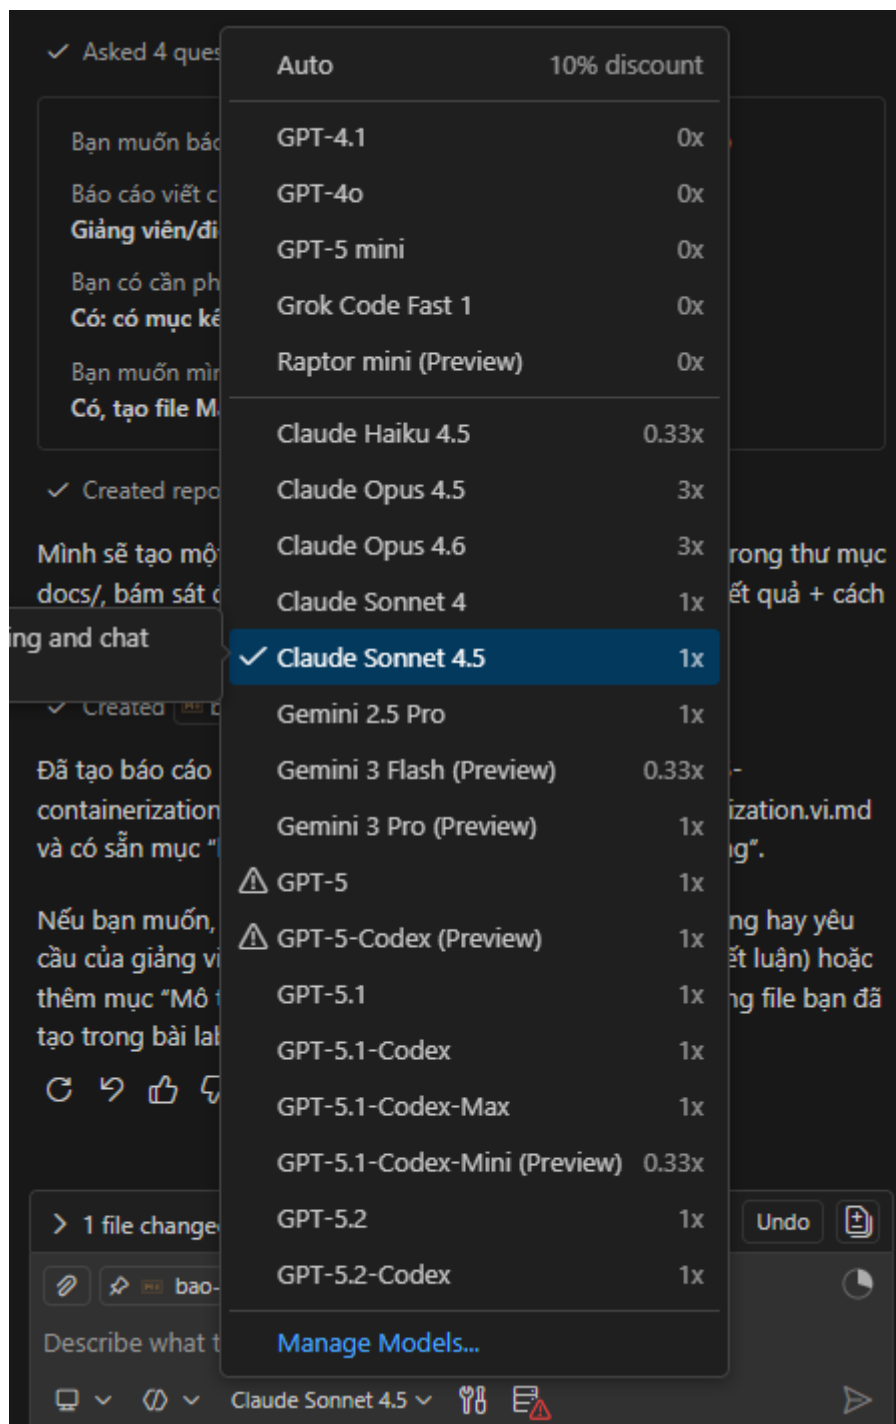 Asked 4 ques
Auto 10% discount
Bạn muốn báo
GPT-4.1 0x
Báo cáo viết c
Giảng viên/đi
GPT-4o 0x
GPT-5 mini 0x
Bạn có cần ph
Có: có mục kế
Grok Code Fast 1 0x
Bạn muốn mìn
Có, tạo file Ma
Raptor mini (Preview) 0x
Claude Haiku 4.5 0.33x
Created repo
Claude Opus 4.5 3x
Claude Opus 4.6 3x
Mình sẽ tạo một
rong thư mục
docs/, bám sát
Claude Sonnet 4 1x
ết quả + cách
ing and chat
Claude Sonnet 4.5 1x
Created
Gemini 2.5 Pro 1x
Đã tạo báo cáo
Gemini 3 Flash (Preview) 0.33x
containerization
ization.vi.md
Gemini 3 Pro (Preview) 1x
và có sẵn mục "
ng".
GPT-5 1x
Nếu bạn muốn,
ng hay yêu
GPT-5-Codex (Preview) 1x
cầu của giảng vi
ết luận) hoặc
GPT-5.1 1x
thêm mục "Mô t
ng file bạn đã
tạo trong bài lab
GPT-5.1-Codex 1x
GPT-5.1-Codex-Max 1x
GPT-5.1-Codex-Mini (Preview) 0.33x
1 file change
GPT-5.2 1x
Undo
bao-
GPT-5.2-Codex 1x
Describe what t
Manage Models...
Claude Sonnet 4.5